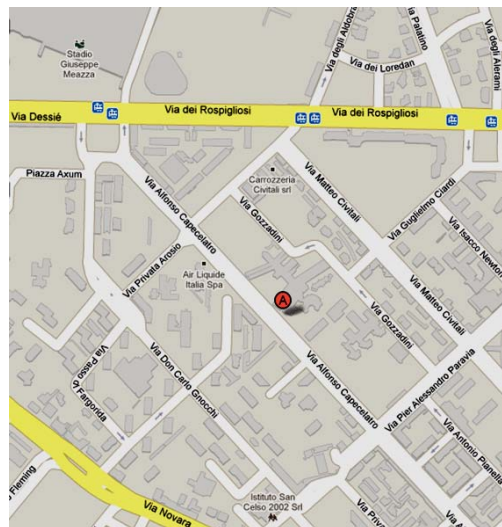 Stadio
Giuseppe
Meazza
Via degli Aldobra
Via Palatino
Via degli Alerami
Via dei Loredan
Via Dessié
Via dei Rospigliosi
Via dei Rospigliosi
Piazza Axum
Carrozzeria
Civitali srl
Via Matteo Civitali
Via Guglielmo Ciardi
Via Alfonso Capecelatro
Via Gozzadini
Via Isacco Newton
Via Privata Arosio
Air Liquide
Italia Spa
A
Via Gozzadini
Via Matteo Civitali
Via Passo
di Fargorida
Via Don Carlo Gnocchi
Via Alfonso Capecelatro
Via Pier Alessandro Paravia
Via Antonio Pianella
o Fleming
Via Novara
Istituto San
Celso 2002 Srl
Via Pav